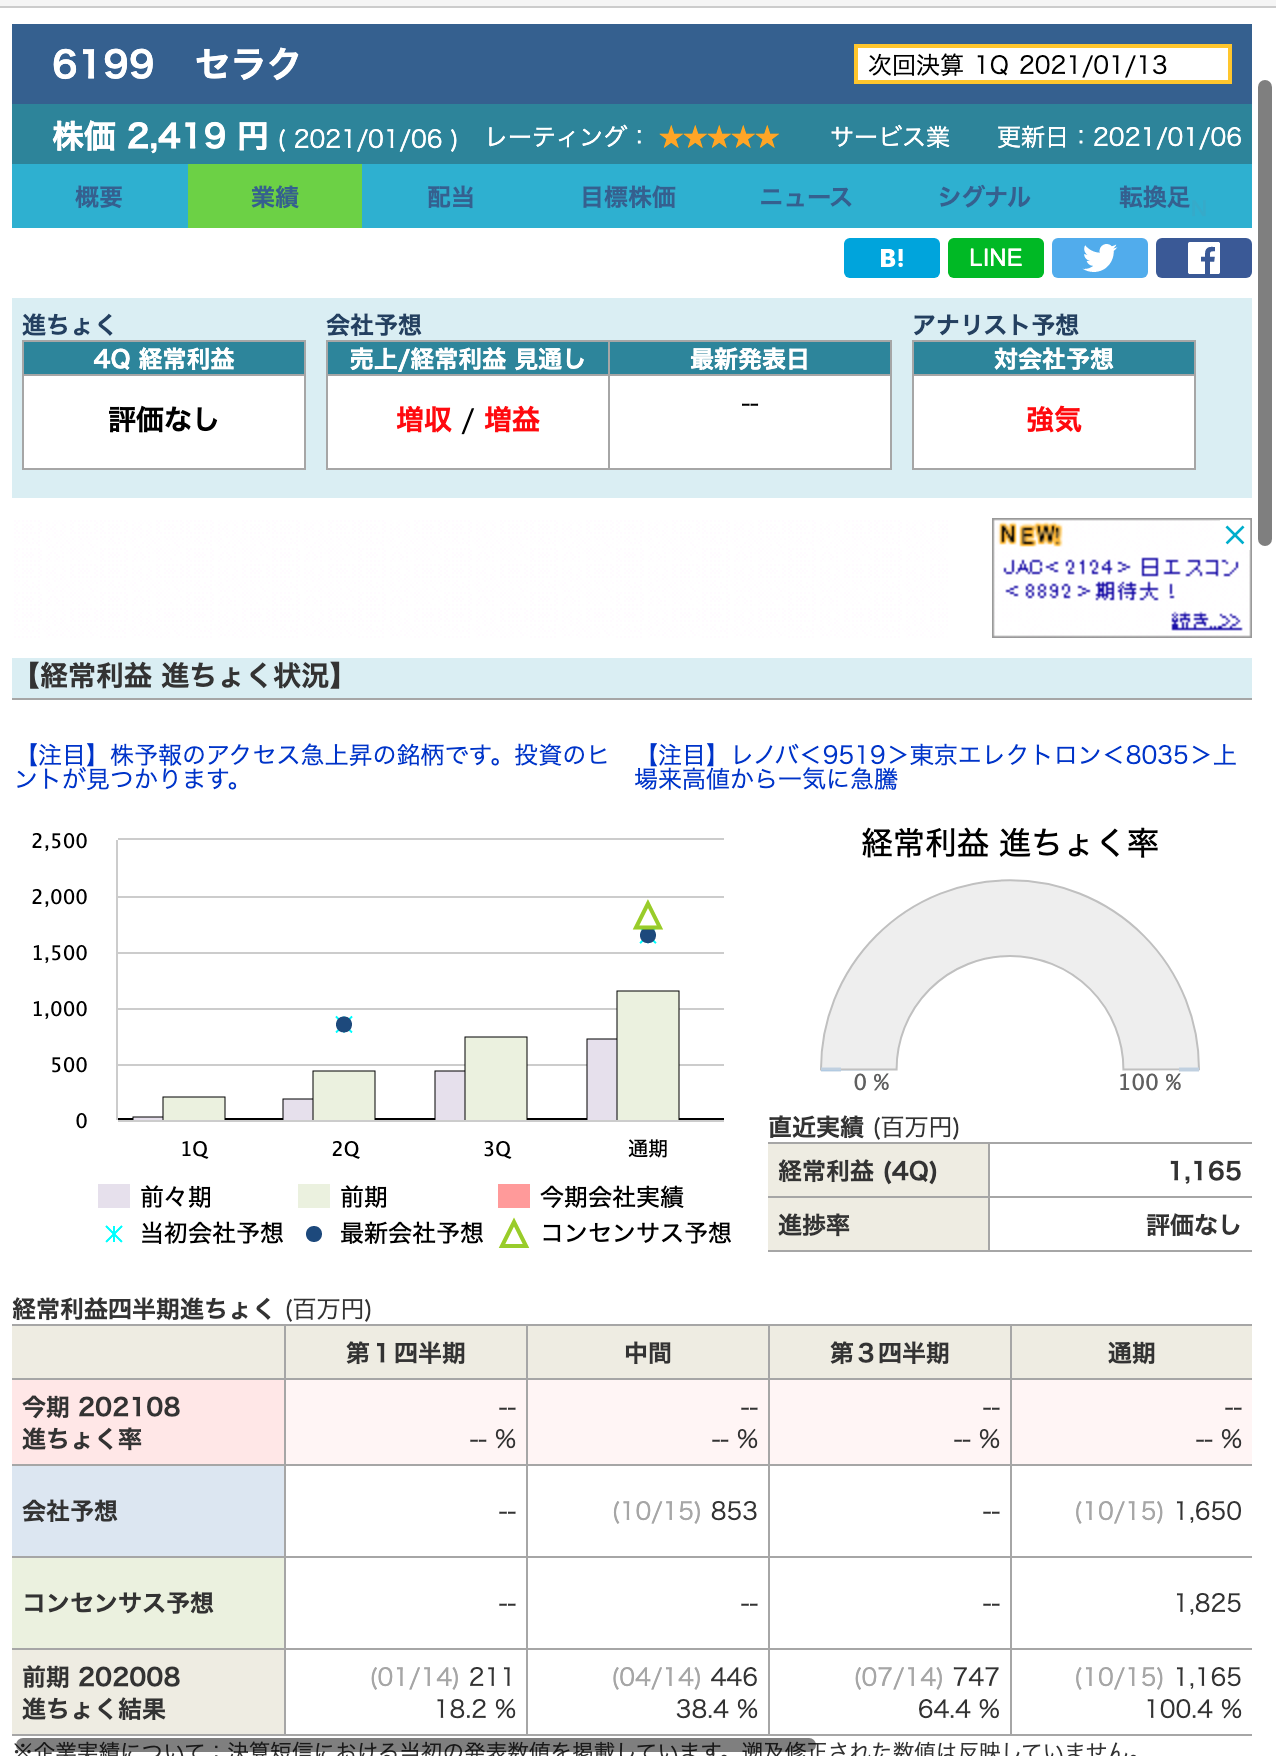 6199 セラク
次回決算 1Q 2021/01/13
株価 2,419 円 ( 2021/01/06 ) レーティング： ★★★★★ サービス業 更新日：2021/01/06
概要 業績 配当 目標株価 ニュース シグナル 転換足
B! LINE
進ちょく 会社予想 アナリスト予想
4Q 経常利益 売上/経常利益 見通し 最新発表日 対会社予想
評価なし 増収 / 増益 -- 強気
NEW!
JAC<2124> 日エスコン
<8892>期待大！
続き..>>
【経常利益 進ちょく状況】
【注目】株予報のアクセス急上昇の銘柄です。投資のヒ
ントが見つかります。
【注目】レノバ<9519>東京エレクトロン<8035>上
場来高値から一気に急騰
2,500
2,000
1,500
1,000
500
0
1Q 2Q 3Q 通期
前々期 前期 今期会社実績
当初会社予想 最新会社予想 コンセンサス予想
経常利益 進ちょく率
0 % 100 %
直近実績 (百万円)
経常利益 (4Q) 1,165
進捗率 評価なし
経常利益四半期進ちょく (百万円)
第１四半期 中間 第３四半期 通期
今期 202108 -- -- -- --
進ちょく率 -- % -- % -- % -- %
会社予想 -- (10/15) 853 -- (10/15) 1,650
コンセンサス予想 -- -- -- 1,825
前期 202008 (01/14) 211 (04/14) 446 (07/14) 747 (10/15) 1,165
進ちょく結果 18.2 % 38.4 % 64.4 % 100.4 %
※企業実績について：決算短信における当初の発表数値を掲載しています。遡及修正された数値は反映していません。